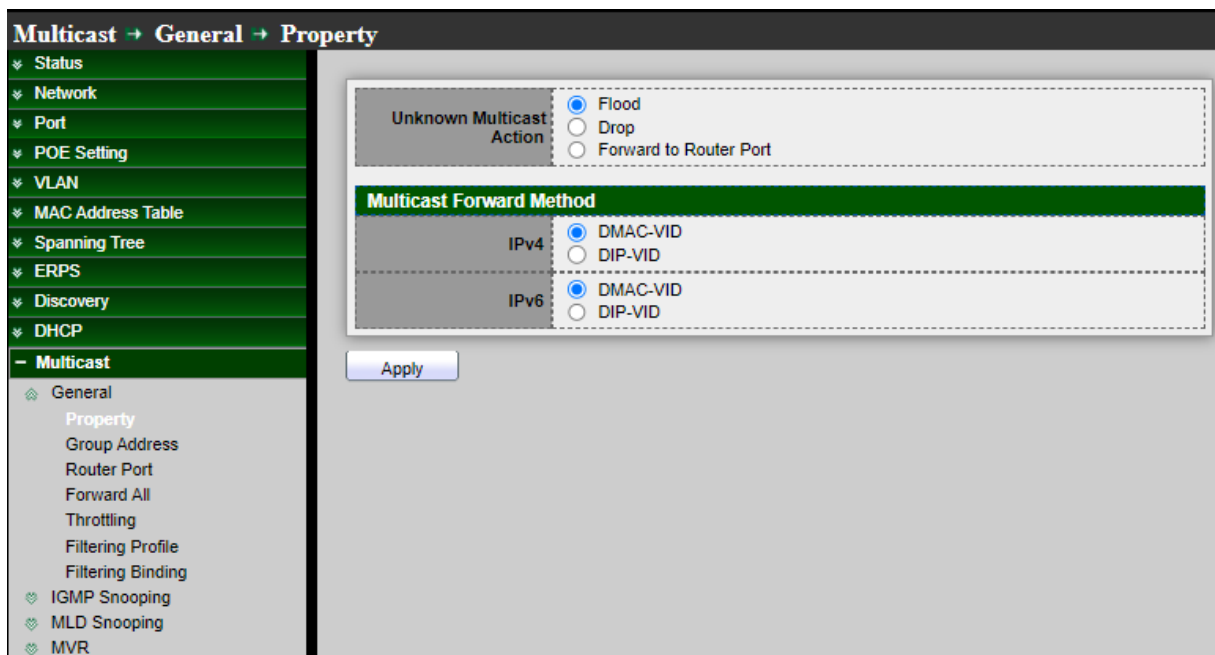 Multicast → General → Property
Status
Network
Port
POE Setting
VLAN
MAC Address Table
Spanning Tree
ERPS
Discovery
DHCP
Multicast
General
Property
Group Address
Router Port
Forward All
Throttling
Filtering Profile
Filtering Binding
IGMP Snooping
MLD Snooping
MVR
Unknown Multicast
Action
Flood
Drop
Forward to Router Port
Multicast Forward Method
IPv4
DMAC-VID
DIP-VID
IPv6
DMAC-VID
DIP-VID
Apply